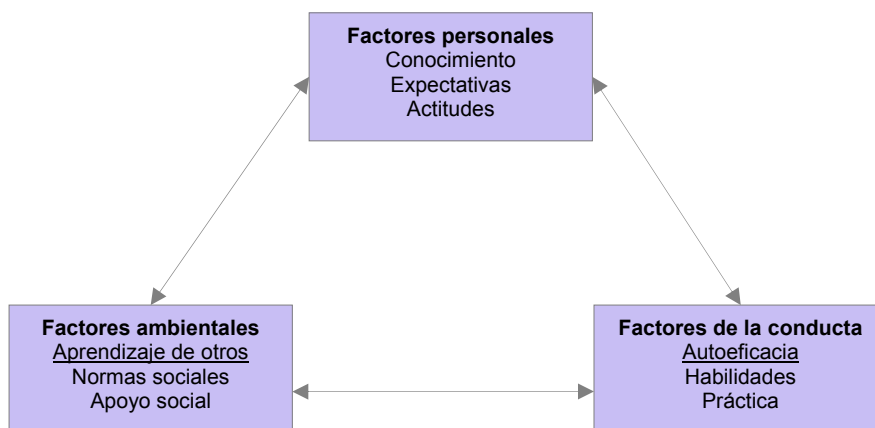 Factores personales
Conocimiento
Expectativas
Actitudes
Factores ambientales
Aprendizaje de otros
Normas sociales
Apoyo social
Factores de la conducta
Autoeficacia
Habilidades
Práctica